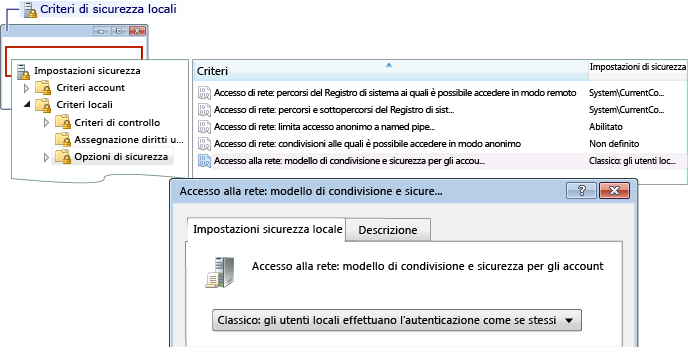 Criteri di sicurezza locali
Impostazioni sicurezza
Criteri account
Criteri locali
Criteri di controllo
Assegnazione diritti u...
Opzioni di sicurezza
Criteri Impostazioni di sicurezza
Accesso di rete: percorsi del Registro di sistema ai quali è possibile accedere in modo remoto System\CurrentCo...
Accesso di rete: percorsi e sottopercorsi del Registro di sist... System\CurrentCo...
Accesso di rete: limita accesso anonimo a named pipe... Abilitato
Accesso di rete: condivisioni alle quali è possibile accedere in modo anonimo Non definito
Accesso alla rete: modello di condivisione e sicurezza per gli accou... Classico: gli utenti loc...
Accesso alla rete: modello di condivisione e sicure...
Impostazioni sicurezza locale Descrizione
Accesso alla rete: modello di condivisione e sicurezza per gli account
Classico: gli utenti locali effettuano l'autenticazione come se stessi